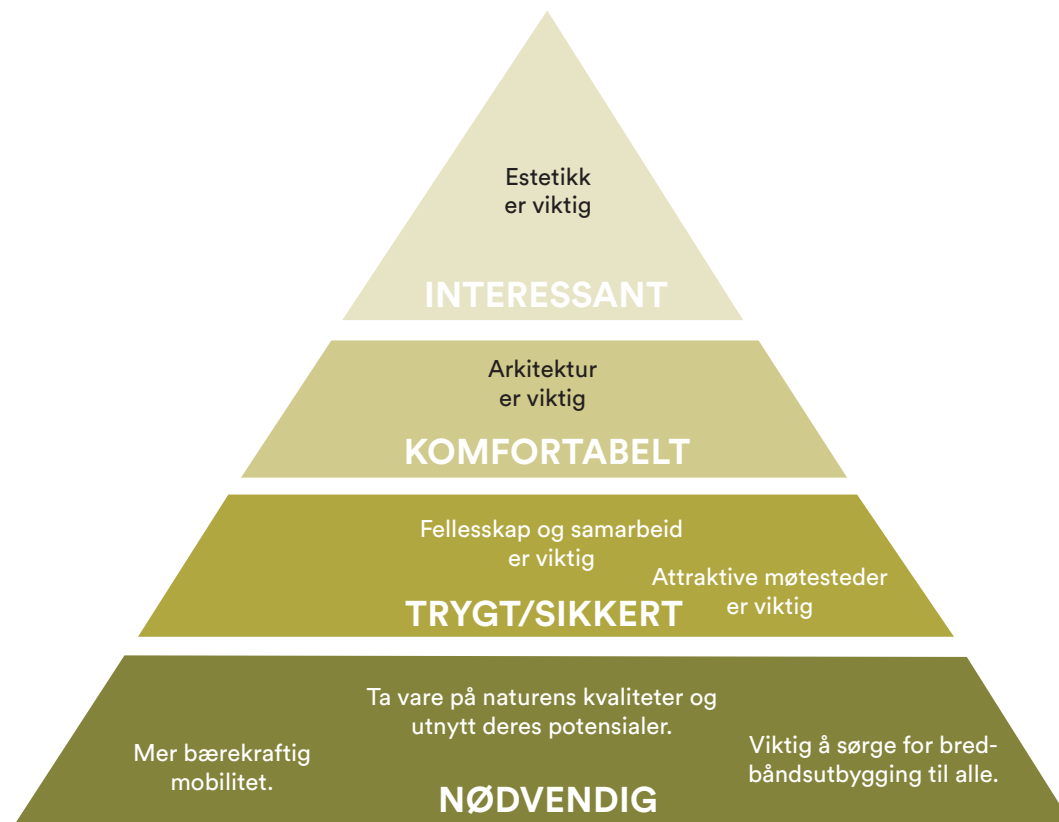 Estetikk
er viktig
INTERESSANT
Arkitektur
er viktig
KOMFORTABELT
Fellesskap og samarbeid
er viktig
Attraktive møtesteder
er viktig
TRYGT/SIKKERT
Ta vare på naturens kvaliteter og
utnytt deres potensialer.
Mer bærekraftig
mobilitet.
Viktig å sørge for bred-
båndsutbygging til alle.
NØDVENDIG